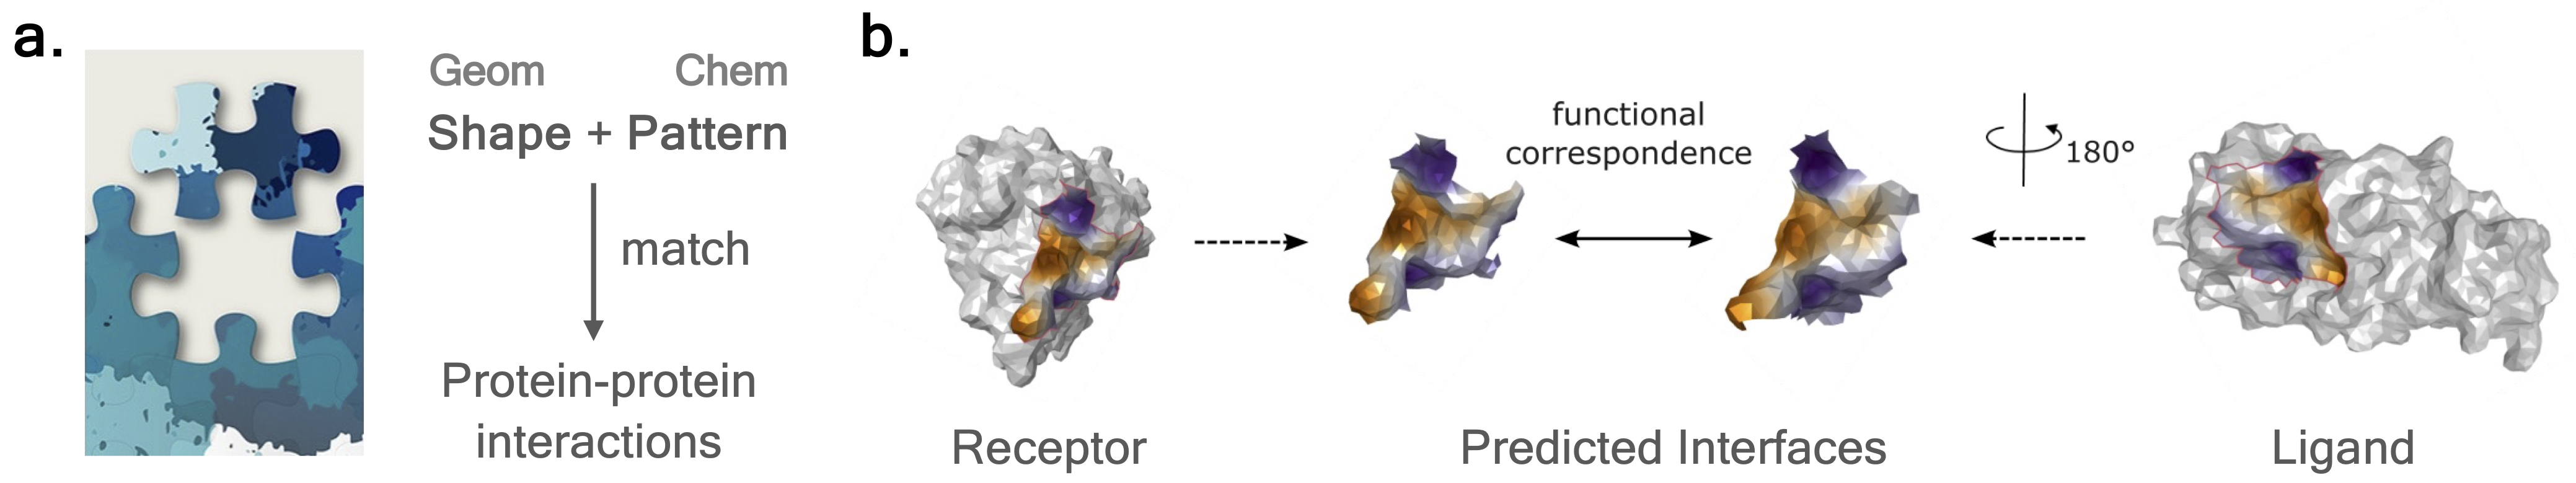 a.
Geom Chem
Shape + Pattern
match
Protein-protein
interactions
b.
functional
correspondence
180°
Receptor
Predicted Interfaces
Ligand